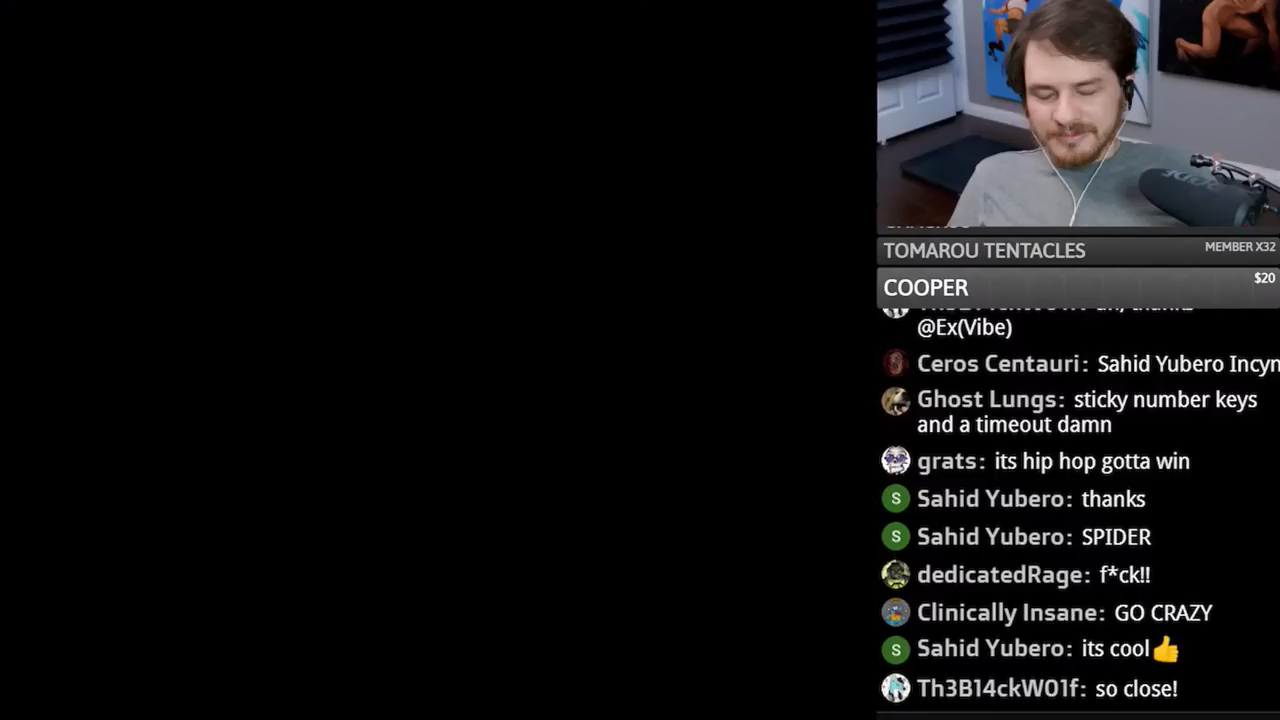 TOMAROU TENTACLES
MEMBER X32
COOPER
$20
@Ex(Vibe)
Ceros Centauri: Sahid Yubero Incyn
Ghost Lungs: sticky number keys
and a timeout damn
grats: its hip hop gotta win
S Sahid Yubero: thanks
S Sahid Yubero: SPIDER
dedicatedRage: f*ck!!
Clinically Insane: GO CRAZY
S Sahid Yubero: its cool👍
Th3B14ckW01f: so close!